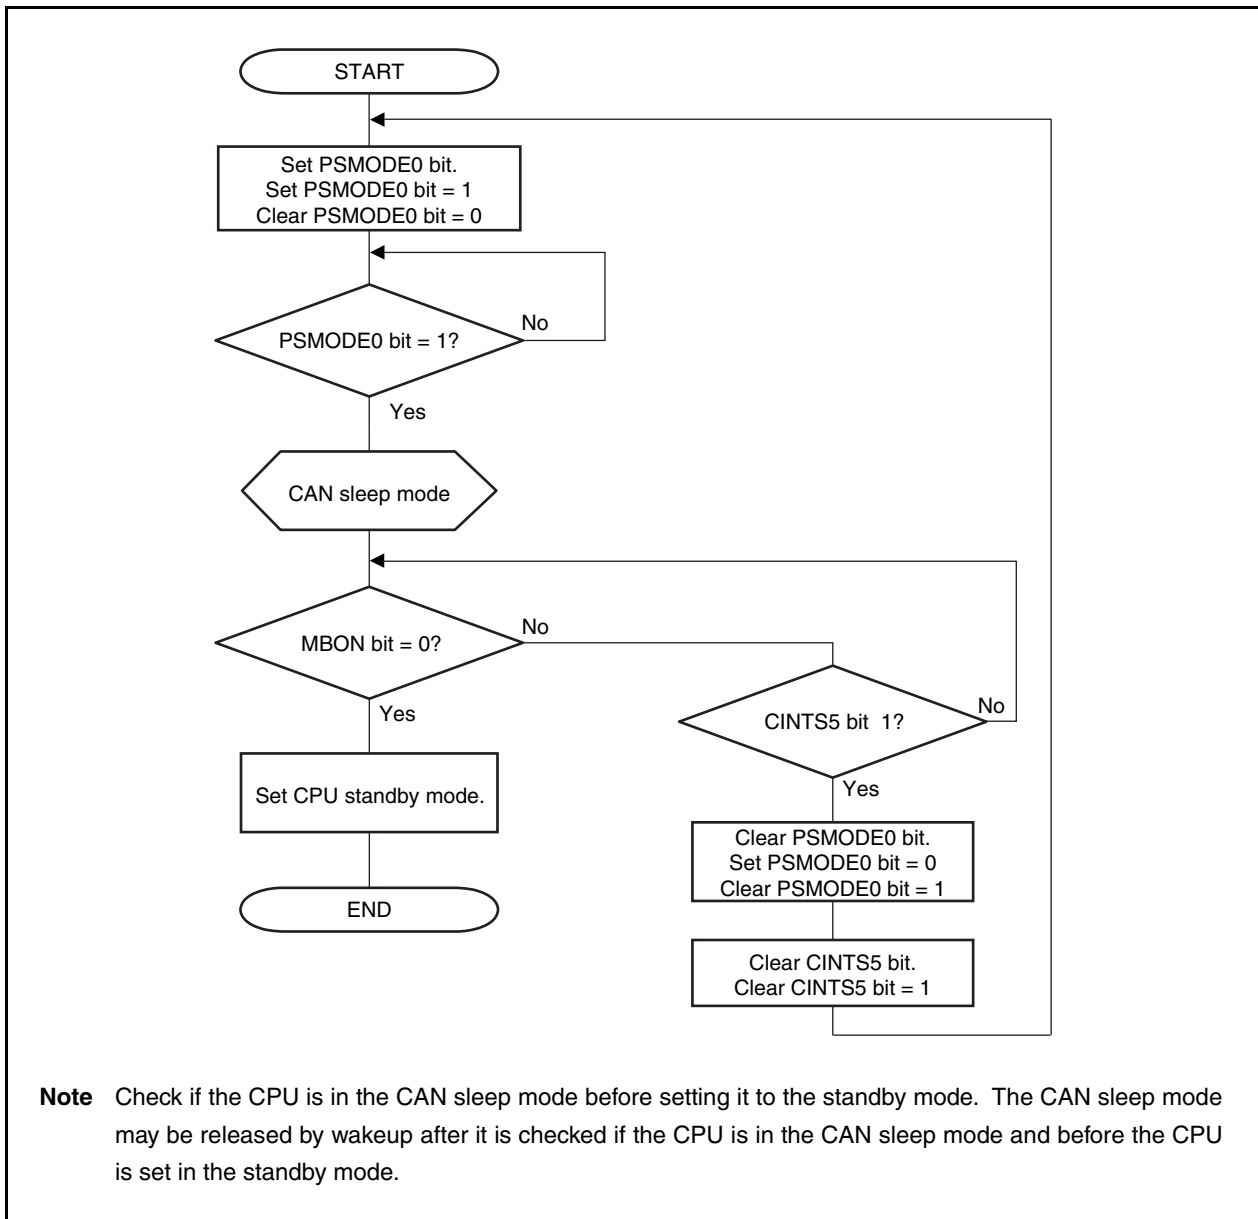 START
Set PSMODE0 bit.
Set PSMODE0 bit = 1
Clear PSMODE0 bit = 0
PSMODE0 bit = 1?
No
Yes
CAN sleep mode
MBON bit = 0?
No
Yes
CINTS5 bit  1?
No
Yes
Set CPU standby mode.
Clear PSMODE0 bit.
Set PSMODE0 bit = 0
Clear PSMODE0 bit = 1
END
Clear CINTS5 bit.
Clear CINTS5 bit = 1
Note Check if the CPU is in the CAN sleep mode before setting it to the standby mode. The CAN sleep mode
may be released by wakeup after it is checked if the CPU is in the CAN sleep mode and before the CPU
is set in the standby mode.